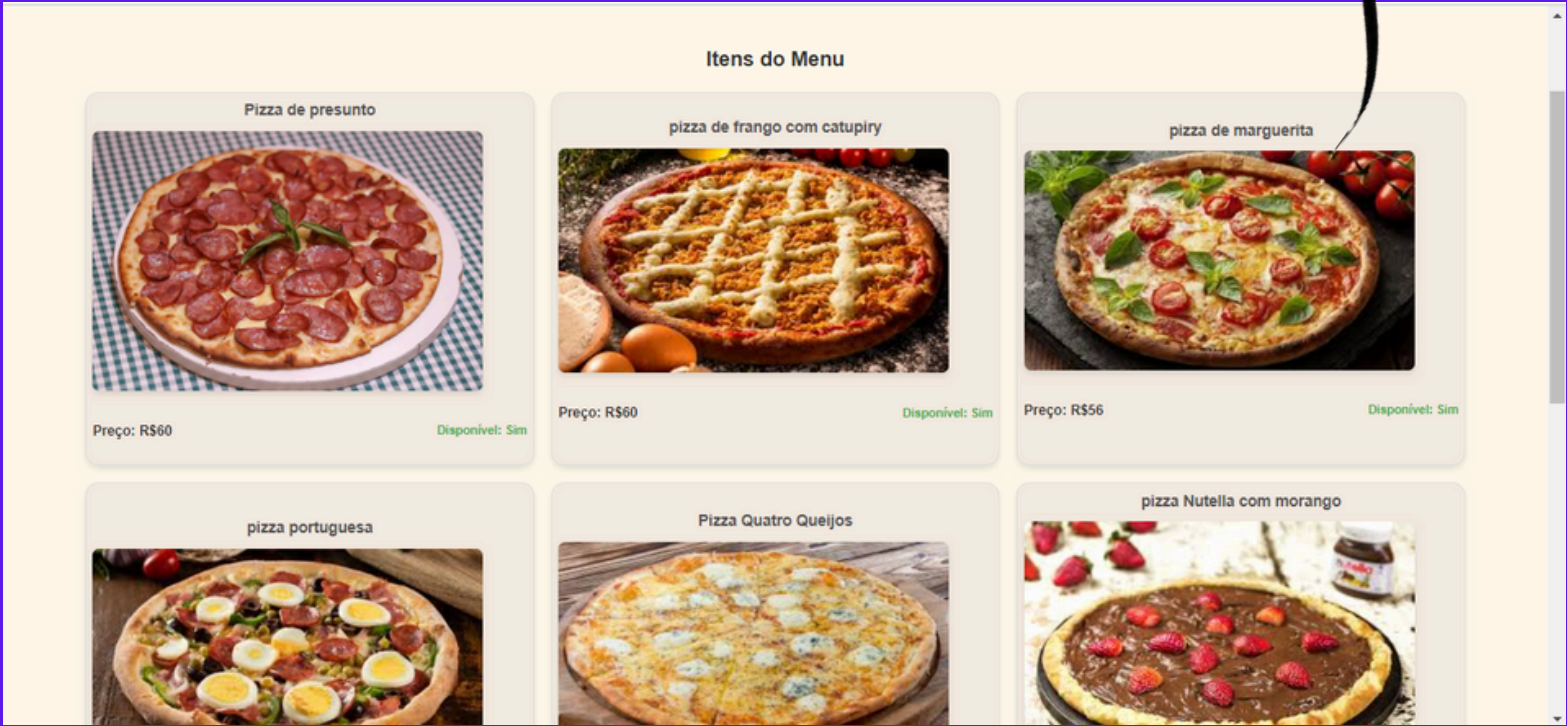 Itens do Menu
Pizza de presunto
pizza de frango com catupiry
pizza de marguerita
Preço: R$60
Disponível: Sim
Preço: R$60
Disponível: Sim
Preço: R$56
Disponível: Sim
pizza portuguesa
Pizza Quatro Queijos
pizza Nutella com morango
nutella